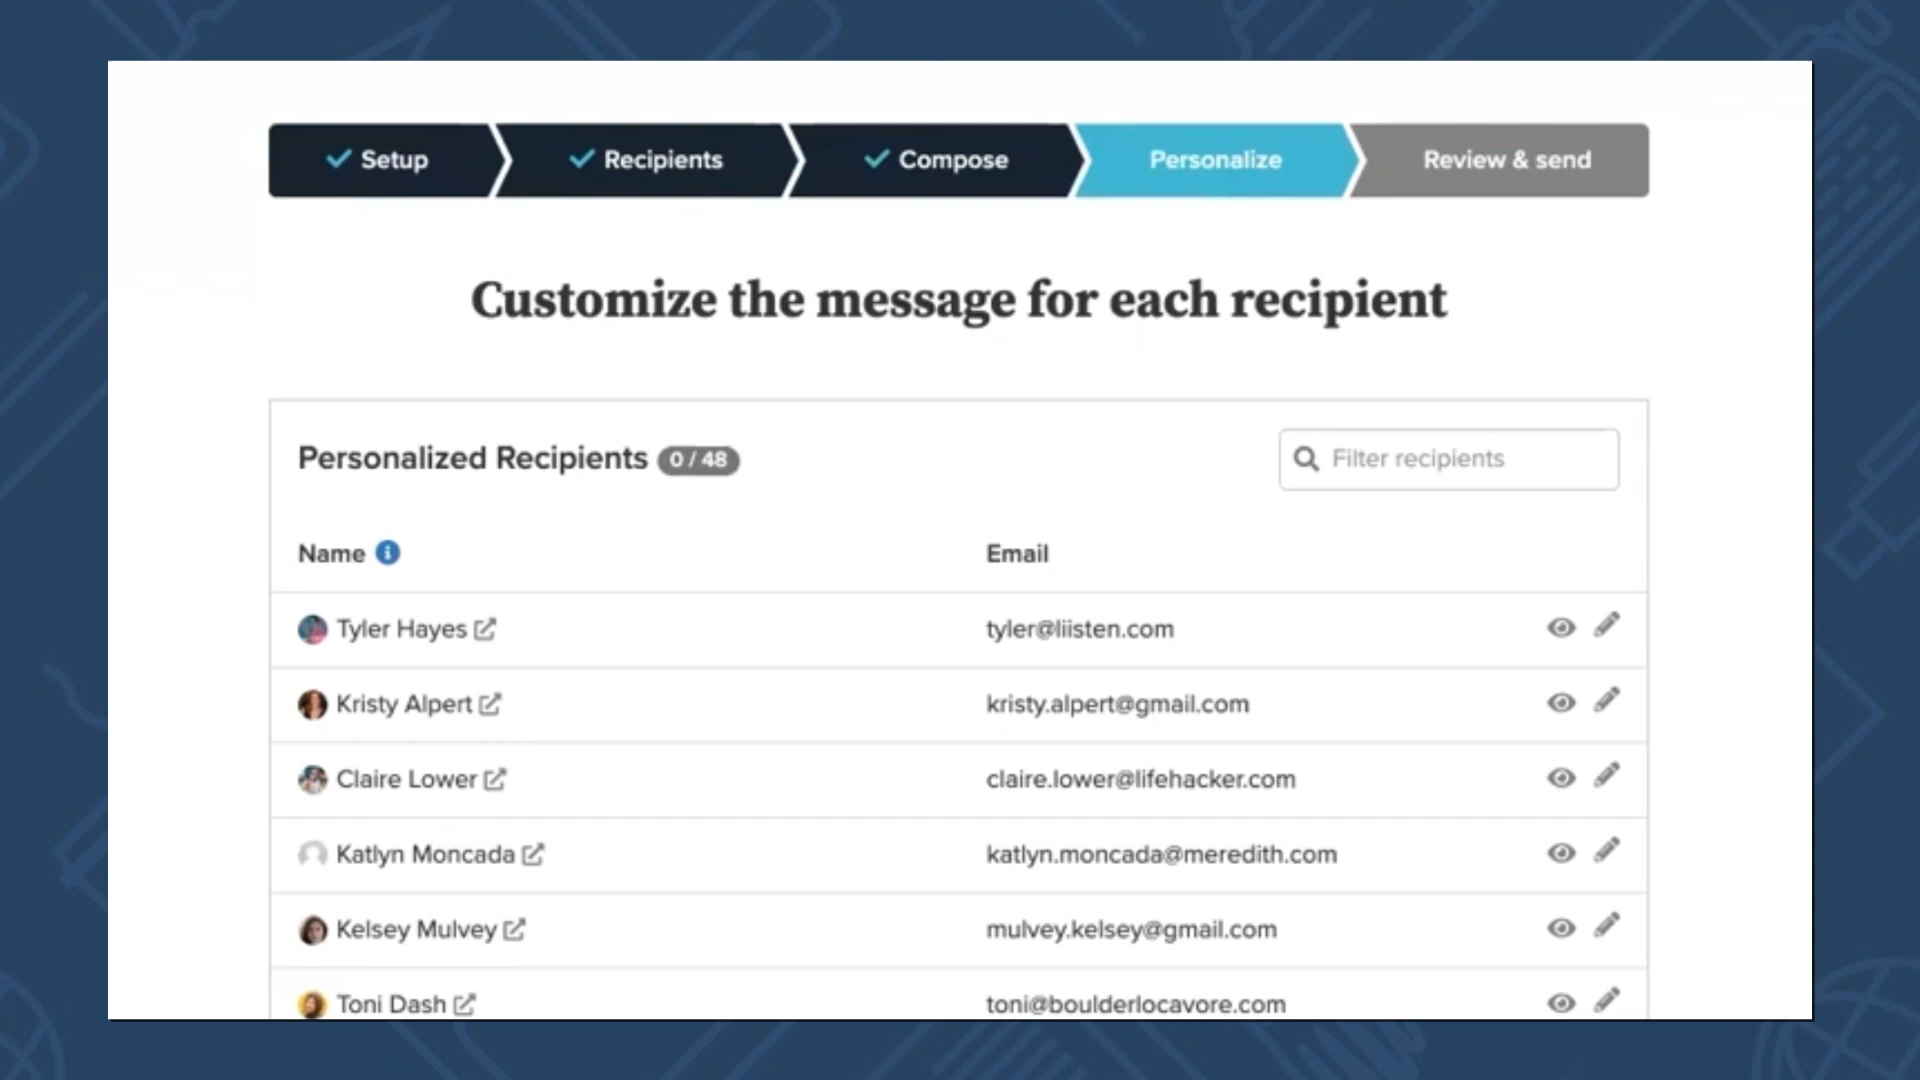 Setup Recipients Compose Personalize Review & send
Customize the message for each recipient
Personalized Recipients 0 / 48 Filter recipients
Name Email
Tyler Hayes tyler@liisten.com
Kristy Alpert kristy.alpert@gmail.com
Claire Lower claire.lower@lifehacker.com
Katlyn Moncada katlyn.moncada@meredith.com
Kelsey Mulvey mulvey.kelsey@gmail.com
Toni Dash toni@boulderlocavore.com